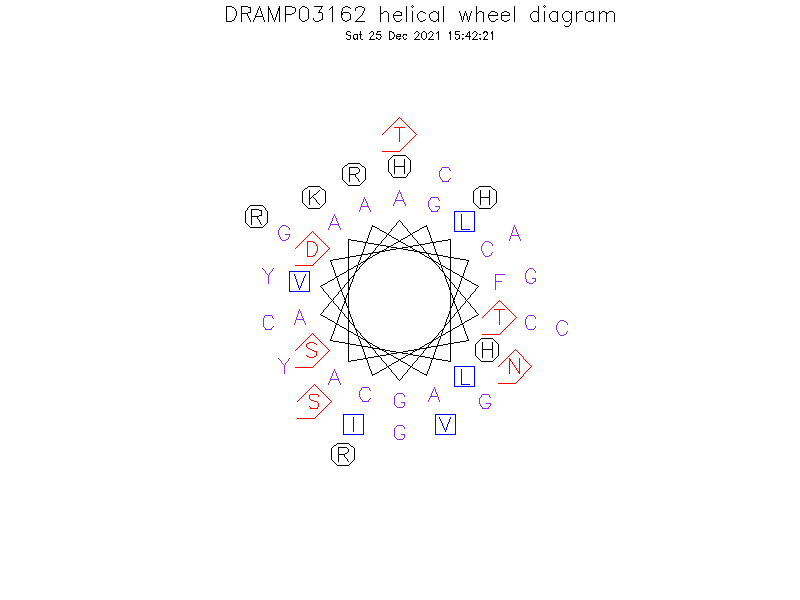 DRAMP03162 helical wheel diagram
Sat 25 Dec 2021 15:42:21
T
R H C
K A A G H
R G A L A
D C
Y V F G
C A T C C
Y S H N
A L
S C G A G
I G V
R